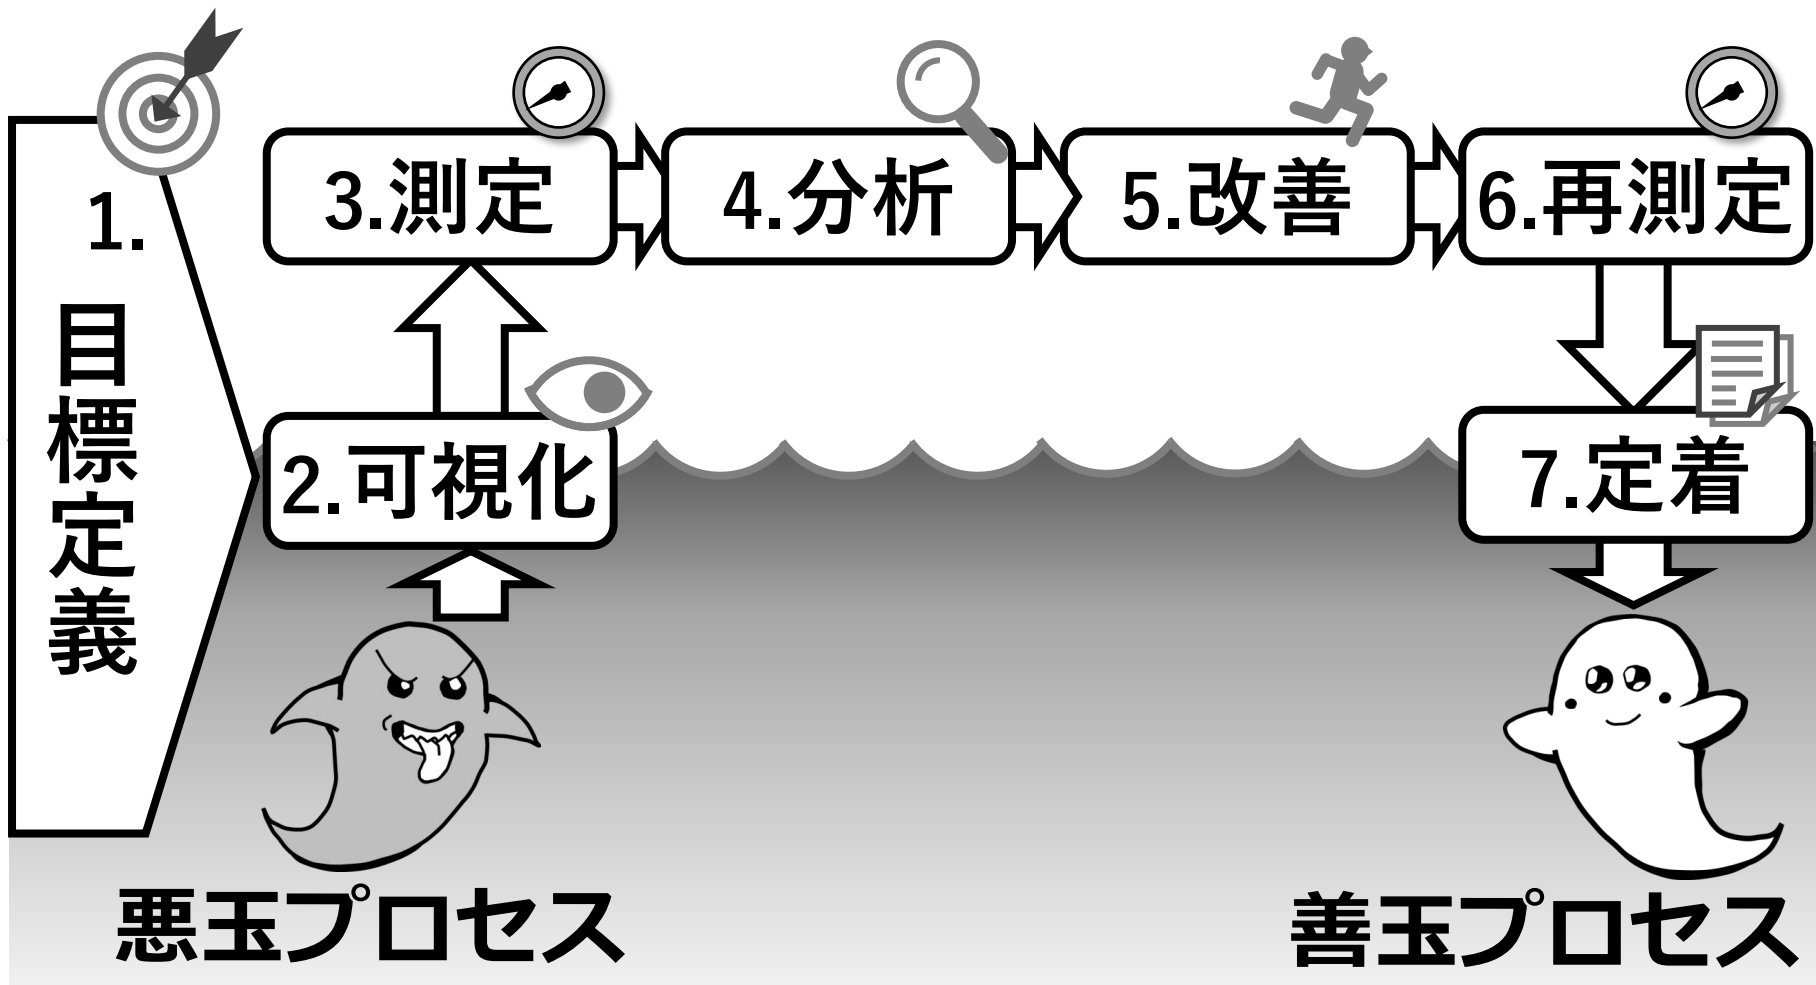 1.目標定義
2.可視化
3.測定
4.分析
5.改善
6.再測定
7.定着
悪玉プロセス
善玉プロセス